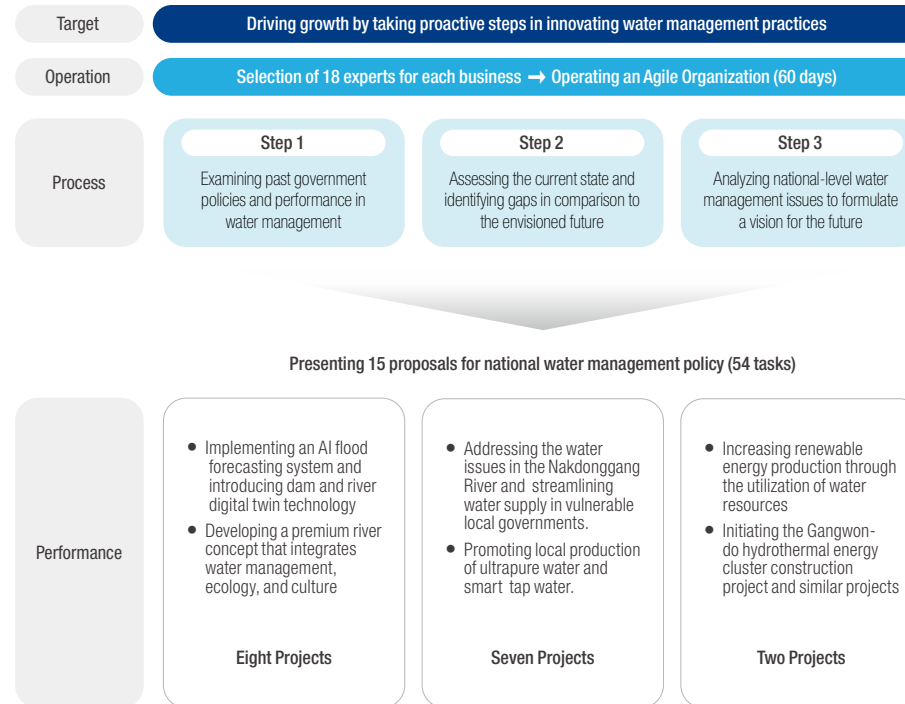 Target
Driving growth by taking proactive steps in innovating water management practices
Operation
Selection of 18 experts for each business → Operating an Agile Organization (60 days)
Process
Step 1
Examining past government
policies and performance in
water management
Step 2
Assessing the current state and
identifying gaps in comparison to
the envisioned future
Step 3
Analyzing national-level water
management issues to formulate
a vision for the future
Presenting 15 proposals for national water management policy (54 tasks)
Performance
• Implementing an AI flood
forecasting system and
introducing dam and river
digital twin technology
• Developing a premium river
concept that integrates
water management,
ecology, and culture
Eight Projects
• Addressing the water
issues in the Nakdonggang
River and streamlining
water supply in vulnerable
local governments.
• Promoting local production
of ultrapure water and
smart tap water.
Seven Projects
• Increasing renewable
energy production through
the utilization of water
resources
• Initiating the Gangwon-
do hydrothermal energy
cluster construction
project and similar projects
Two Projects